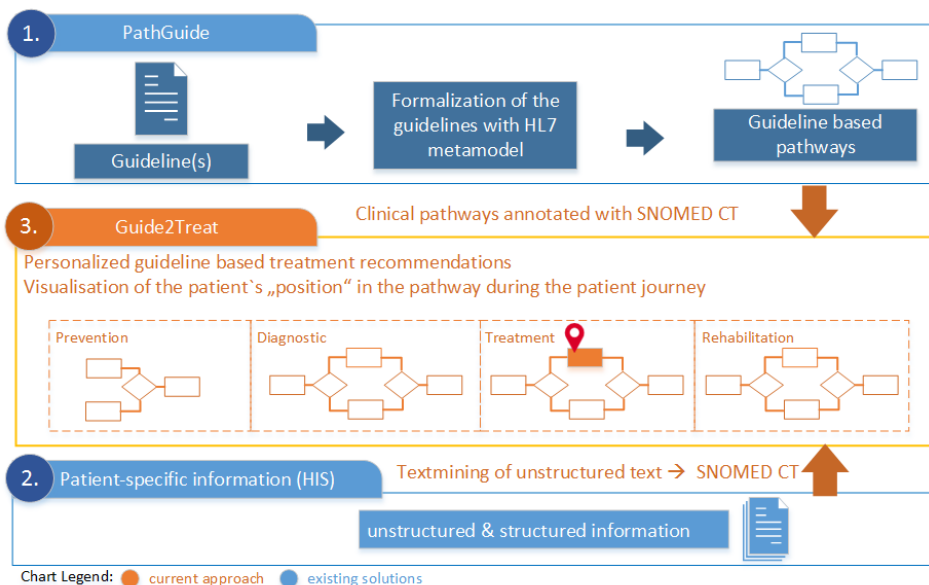 1.
PathGuide
Guideline(s)
Formalization of the
guidelines with HL7
metamodel
Guideline based
pathways
3.
Guide2Treat
Clinical pathways annotated with SNOMED CT
Personalized guideline based treatment recommendations
Visualisation of the patient`s „position“ in the pathway during the patient journey
Prevention
Diagnostic
Treatment
Rehabilitation
2.
Patient-specific information (HIS)
Textmining of unstructured text → SNOMED CT
unstructured & structured information
Chart Legend: current approach existing solutions